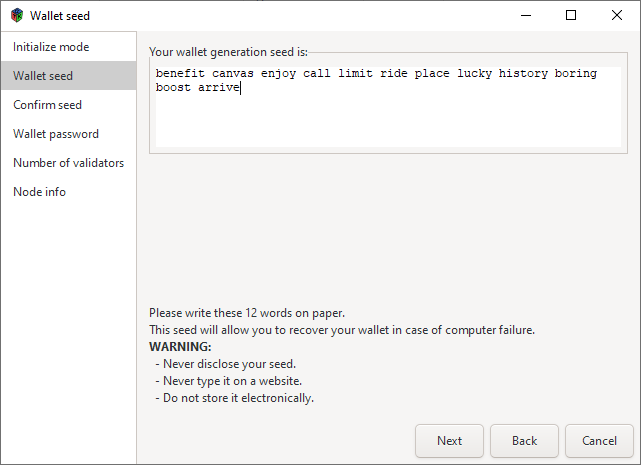 Wallet seed
Initialize mode
Wallet seed
Confirm seed
Wallet password
Number of validators
Node info
Your wallet generation seed is:
benefit canvas enjoy call limit ride place lucky history boring
boost arrive
Please write these 12 words on paper.
This seed will allow you to recover your wallet in case of computer failure.
WARNING:
- Never disclose your seed.
- Never type it on a website.
- Do not store it electronically.
Next
Back
Cancel